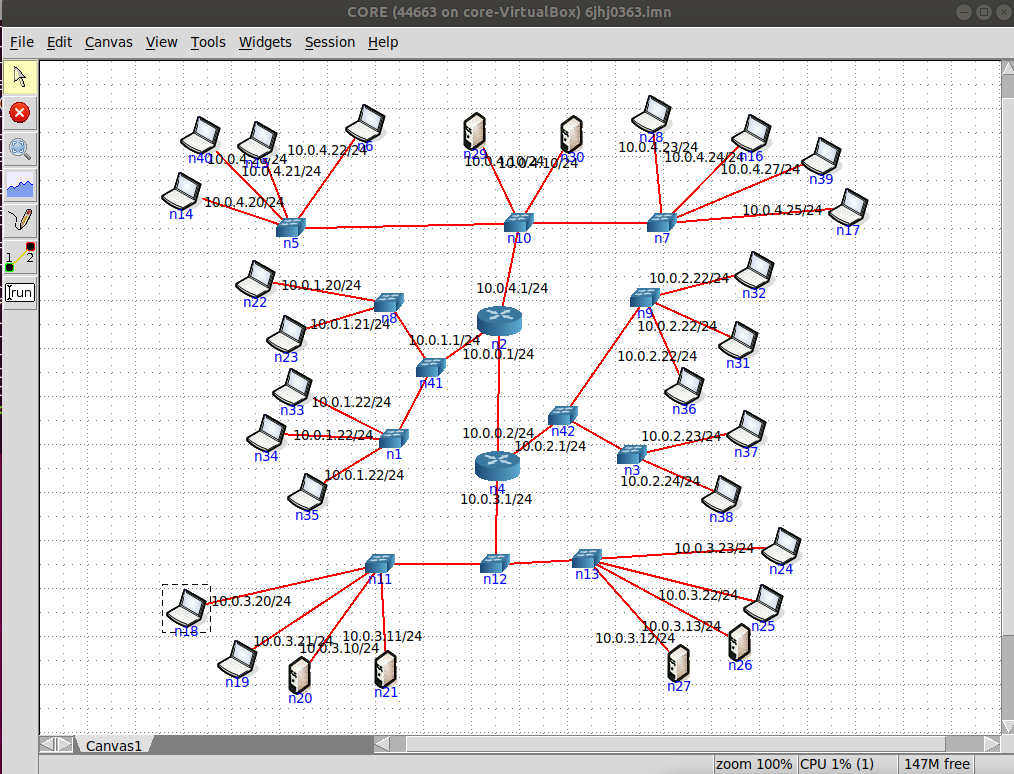 CORE (44663 on core-VirtualBox) 6jhj0363.imn
File Edit Canvas View Tools Widgets Session Help
n40
n6
n14
10.0.4.22/24
10.0.4.21/24
10.0.4.20/24
n5
n29
n30
10.0.4.10/24
n10
n28
n16
n39
n17
10.0.4.23/24
10.0.4.24/24
10.0.4.27/24
10.0.4.25/24
n7
1 2
run
n22
10.0.1.20/24
n8
n23
10.0.1.21/24
10.0.4.1/24
n2
10.0.1.1/24
10.0.0.1/24
n41
n9
10.0.2.22/24
n32
10.0.2.22/24
n31
10.0.2.22/24
n36
n33
10.0.1.22/24
n34
10.0.1.22/24
n1
10.0.1.22/24
n35
10.0.0.2/24
n42
10.0.2.1/24
n4
10.0.3.1/24
n3
10.0.2.23/24
n37
10.0.2.24/24
n38
n11
n12
n13
10.0.3.23/24
n24
10.0.3.20/24
n18
10.0.3.22/24
n25
10.0.3.21/24
10.0.3.11/24
10.0.3.10/24
10.0.3.13/24
10.0.3.12/24
n19
n20
n21
n26
n27
Canvas1
zoom 100% CPU 1% (1) 147M free